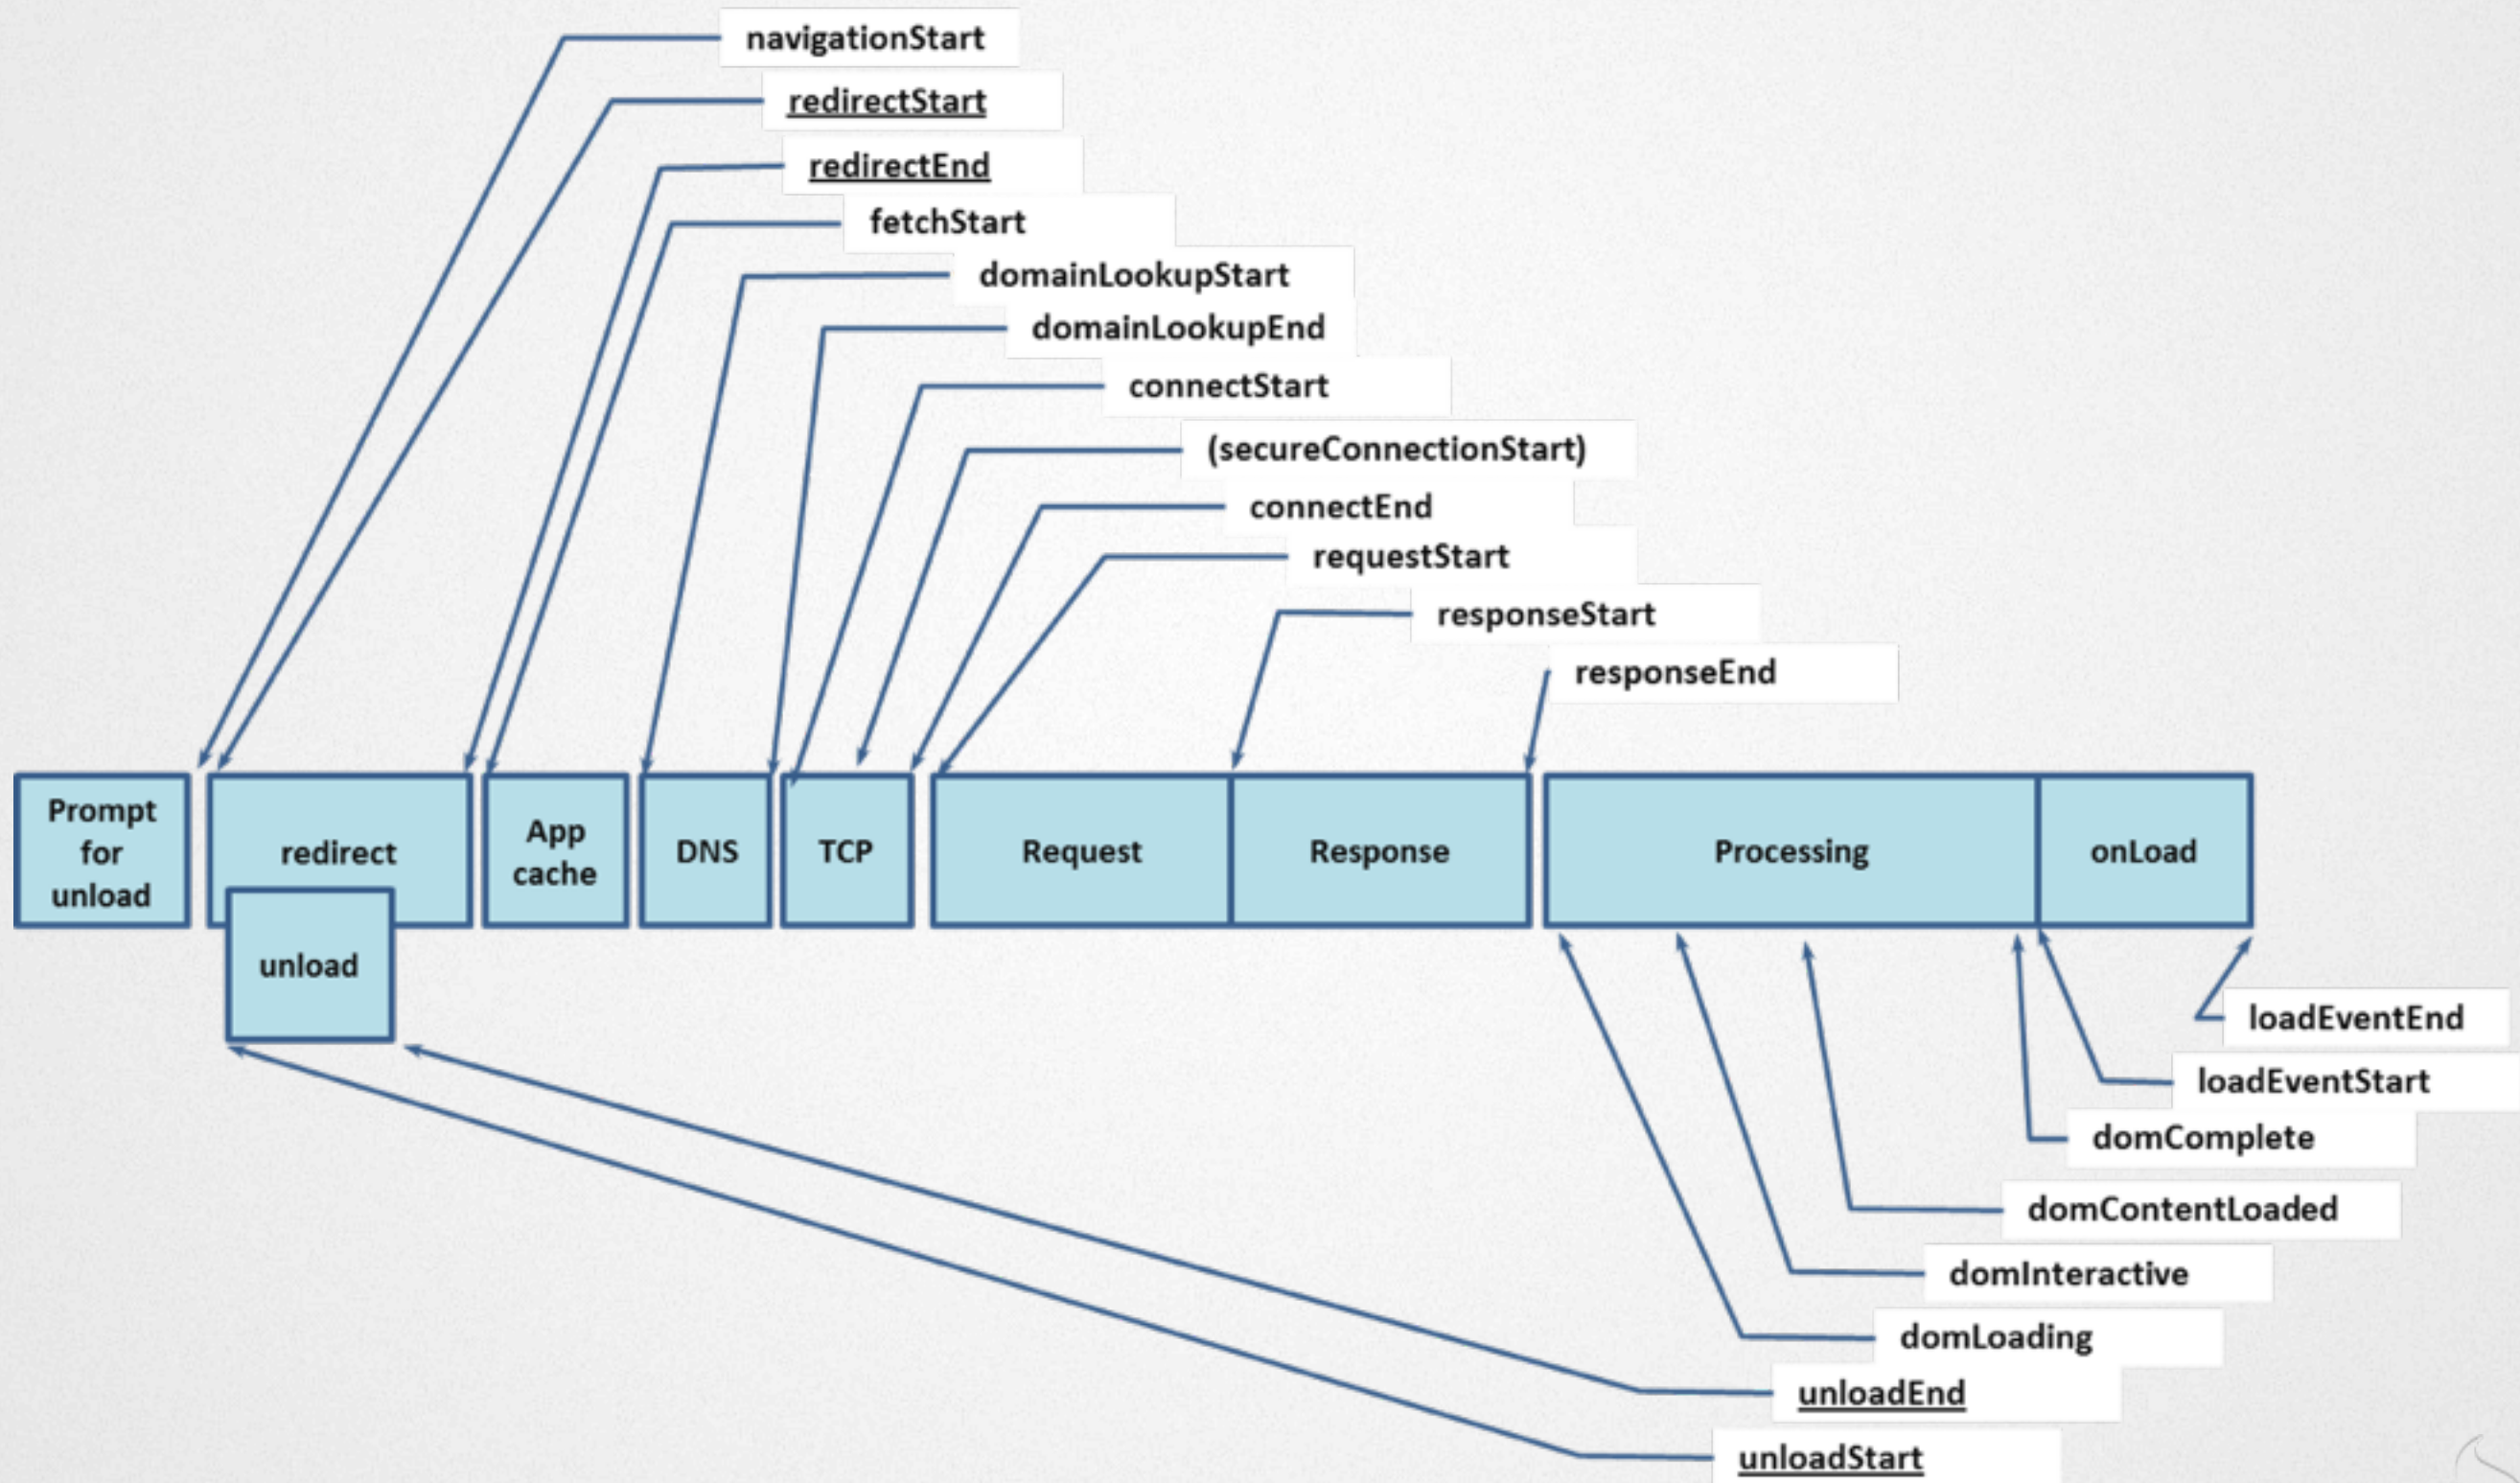 navigationStart
redirectStart
redirectEnd
fetchStart
domainLookupStart
domainLookupEnd
connectStart
(secureConnectionStart)
connectEnd
requestStart
responseStart
responseEnd
Prompt
for
unload
redirect
unload
App
cache
DNS
TCP
Request
Response
Processing
onLoad
loadEventEnd
loadEventStart
domComplete
domContentLoaded
domInteractive
domLoading
unloadEnd
unloadStart